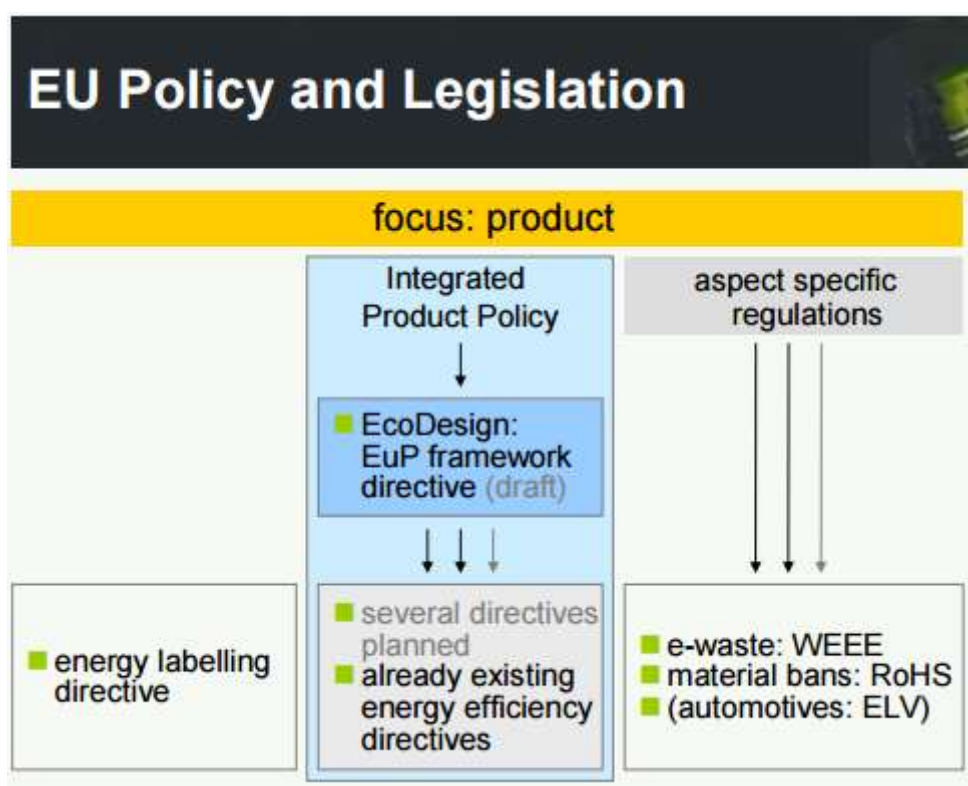 EU Policy and Legislation
focus: product
Integrated
Product Policy
EcoDesign:
EuP framework
directive (draft)
several directives
planned
already existing
energy efficiency
directives
aspect specific
regulations
e-waste: WEEE
material bans: RoHS
(automotives: ELV)
energy labelling
directive